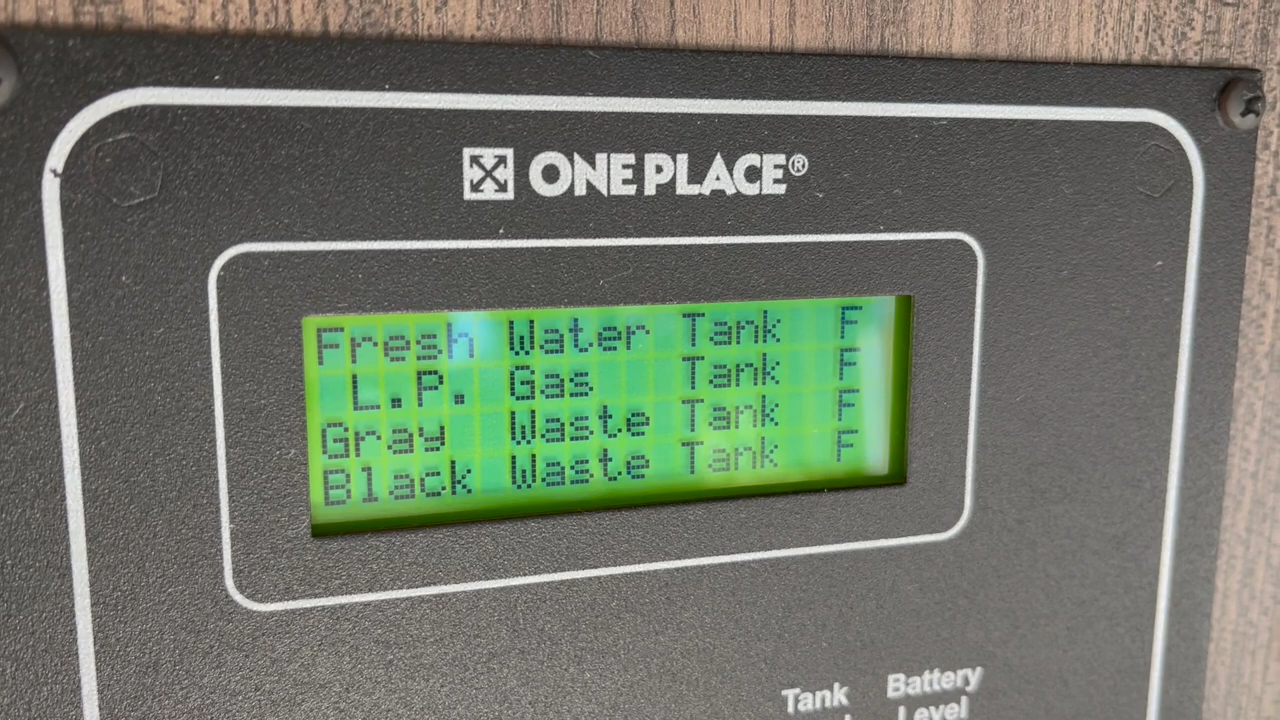 ONE PLACE®
Fresh Water Tank F
L.P. Gas Tank F
Gray Waste Tank F
Black Waste Tank F
Tank Battery
Level